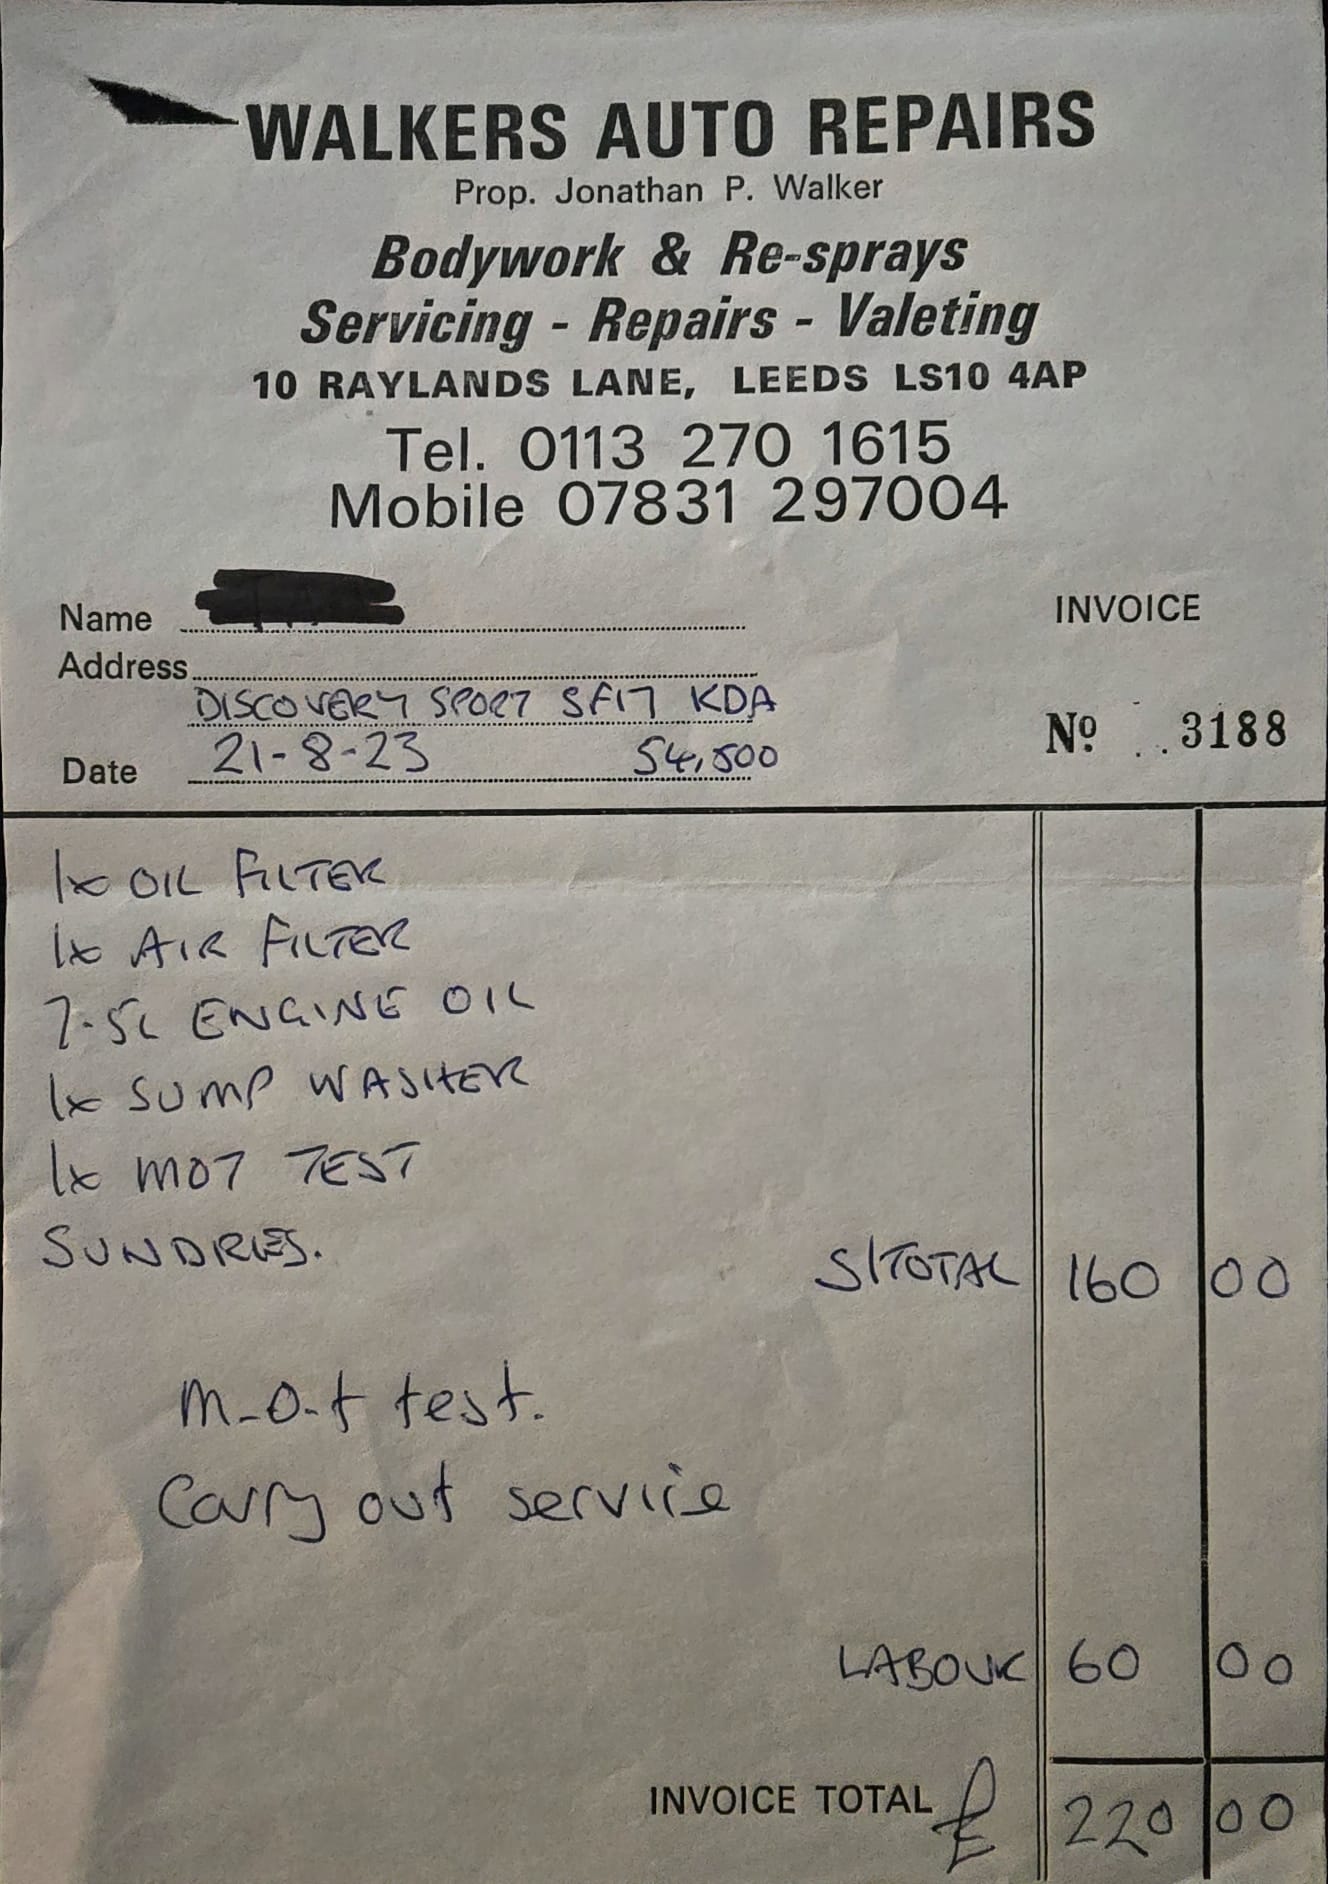 WALKERS AUTO REPAIRS
Prop. Jonathan P. Walker
Bodywork & Re-sprays
Servicing - Repairs - Valeting
10 RAYLANDS LANE, LEEDS LS10 4AP
Tel. 0113 270 1615
Mobile 07831 297004
Name
INVOICE
Address
DISCOVERY SPORT SF17 KDA
Nº 3188
Date 21-8-23 54,500
1x OIL FILTER
1x AIR FILTER
7.5L ENGINE OIL
1x SUMP WASHER
1x MOT TEST
SUNDRIES.
S/TOTAL 160 00
M-O-t test.
Carry out service
LABOUR 60 00
INVOICE TOTAL £ 220 00